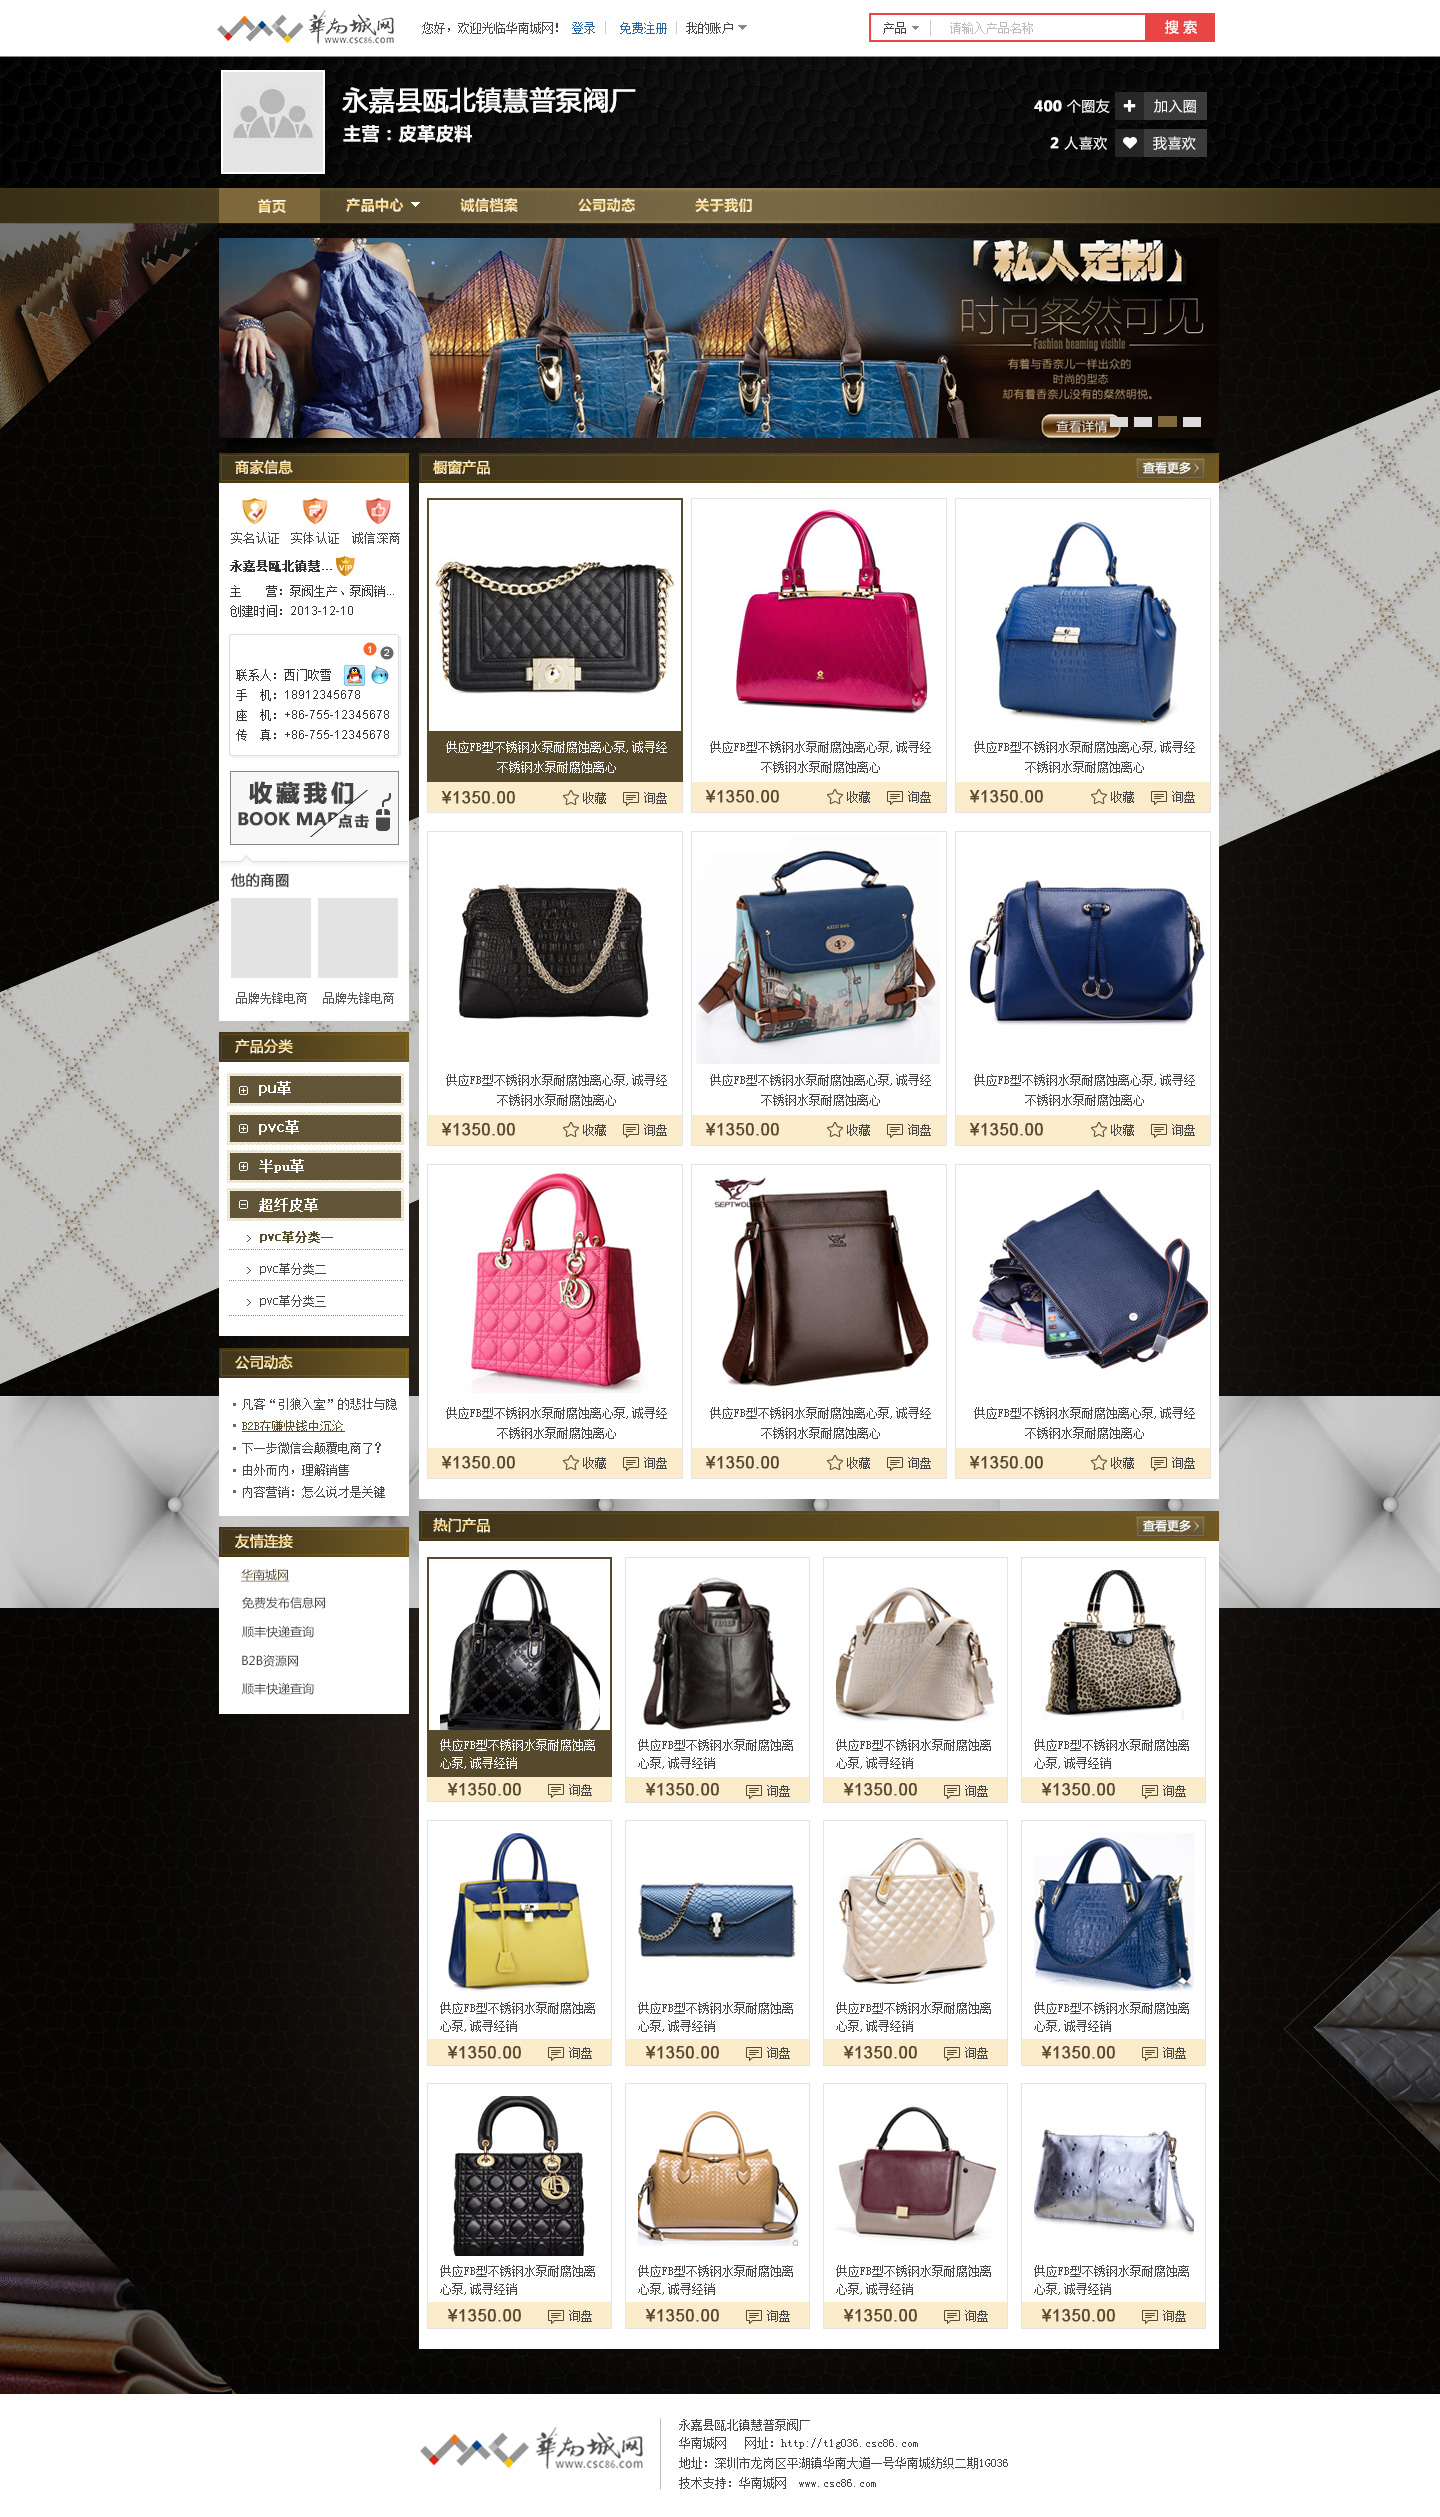 華南城网
www.csc86.com
您好，欢迎光临华南城网！ 登录 免费注册 我的账户
产品 请输入产品名称 搜 索
永嘉县瓯北镇慧普泵阀厂
主营：皮革皮料
400 个圈友 加入圈
2 人喜欢 我喜欢
首页 产品中心 诚信档案 公司动态 关于我们
『私人定制』
时尚粲然可见
Fashion beaming visible
有着与香奈儿一样出众的
时尚的型态
却有着香奈儿没有的粲然明悦。
查看详情
商家信息
实名认证 实体认证 诚信深商
永嘉县瓯北镇慧... VIP
主 营：泵阀生产、泵阀销...
创建时间：2013-12-10
1 2
联系人：西门吹雪
手 机：18912345678
座 机：+86-755-12345678
传 真：+86-755-12345678
收藏我们
BOOK MAR 点击
他的商圈
品牌先锋电商 品牌先锋电商
产品分类
pu革
pvc革
半pu革
超纤皮革
pvc革分类一
pvc革分类二
pvc革分类三
公司动态
凡客“引狼入室”的悲壮与隐
B2B在赚快钱中沉沦
下一步微信会颠覆电商了？
由外而内，理解销售
内容营销：怎么说才是关键
友情连接
华南城网
免费发布信息网
顺丰快递查询
B2B资源网
顺丰快递查询
橱窗产品 查看更多
供应FB型不锈钢水泵耐腐蚀离心泵,诚寻经 供应FB型不锈钢水泵耐腐蚀离心泵,诚寻经 供应FB型不锈钢水泵耐腐蚀离心泵,诚寻经
不锈钢水泵耐腐蚀离心 不锈钢水泵耐腐蚀离心 不锈钢水泵耐腐蚀离心
¥1350.00 收藏 询盘 ¥1350.00 收藏 询盘 ¥1350.00 收藏 询盘
供应FB型不锈钢水泵耐腐蚀离心泵,诚寻经 供应FB型不锈钢水泵耐腐蚀离心泵,诚寻经 供应FB型不锈钢水泵耐腐蚀离心泵,诚寻经
不锈钢水泵耐腐蚀离心 不锈钢水泵耐腐蚀离心 不锈钢水泵耐腐蚀离心
¥1350.00 收藏 询盘 ¥1350.00 收藏 询盘 ¥1350.00 收藏 询盘
供应FB型不锈钢水泵耐腐蚀离心泵,诚寻经 供应FB型不锈钢水泵耐腐蚀离心泵,诚寻经 供应FB型不锈钢水泵耐腐蚀离心泵,诚寻经
不锈钢水泵耐腐蚀离心 不锈钢水泵耐腐蚀离心 不锈钢水泵耐腐蚀离心
¥1350.00 收藏 询盘 ¥1350.00 收藏 询盘 ¥1350.00 收藏 询盘
热门产品 查看更多
供应FB型不锈钢水泵耐腐蚀离 供应FB型不锈钢水泵耐腐蚀离 供应FB型不锈钢水泵耐腐蚀离 供应FB型不锈钢水泵耐腐蚀离
心泵,诚寻经销 心泵,诚寻经销 心泵,诚寻经销 心泵,诚寻经销
¥1350.00 询盘 ¥1350.00 询盘 ¥1350.00 询盘 ¥1350.00 询盘
供应FB型不锈钢水泵耐腐蚀离 供应FB型不锈钢水泵耐腐蚀离 供应FB型不锈钢水泵耐腐蚀离 供应FB型不锈钢水泵耐腐蚀离
心泵,诚寻经销 心泵,诚寻经销 心泵,诚寻经销 心泵,诚寻经销
¥1350.00 询盘 ¥1350.00 询盘 ¥1350.00 询盘 ¥1350.00 询盘
供应FB型不锈钢水泵耐腐蚀离 供应FB型不锈钢水泵耐腐蚀离 供应FB型不锈钢水泵耐腐蚀离 供应FB型不锈钢水泵耐腐蚀离
心泵,诚寻经销 心泵,诚寻经销 心泵,诚寻经销 心泵,诚寻经销
¥1350.00 询盘 ¥1350.00 询盘 ¥1350.00 询盘 ¥1350.00 询盘
華南城网
www.csc86.com
永嘉县瓯北镇慧普泵阀厂
华南城网 网址：http://t1g036.csc86.com
地址：深圳市龙岗区平湖镇华南大道一号华南城纺织二期1G036
技术支持：华南城网 www.csc86.com